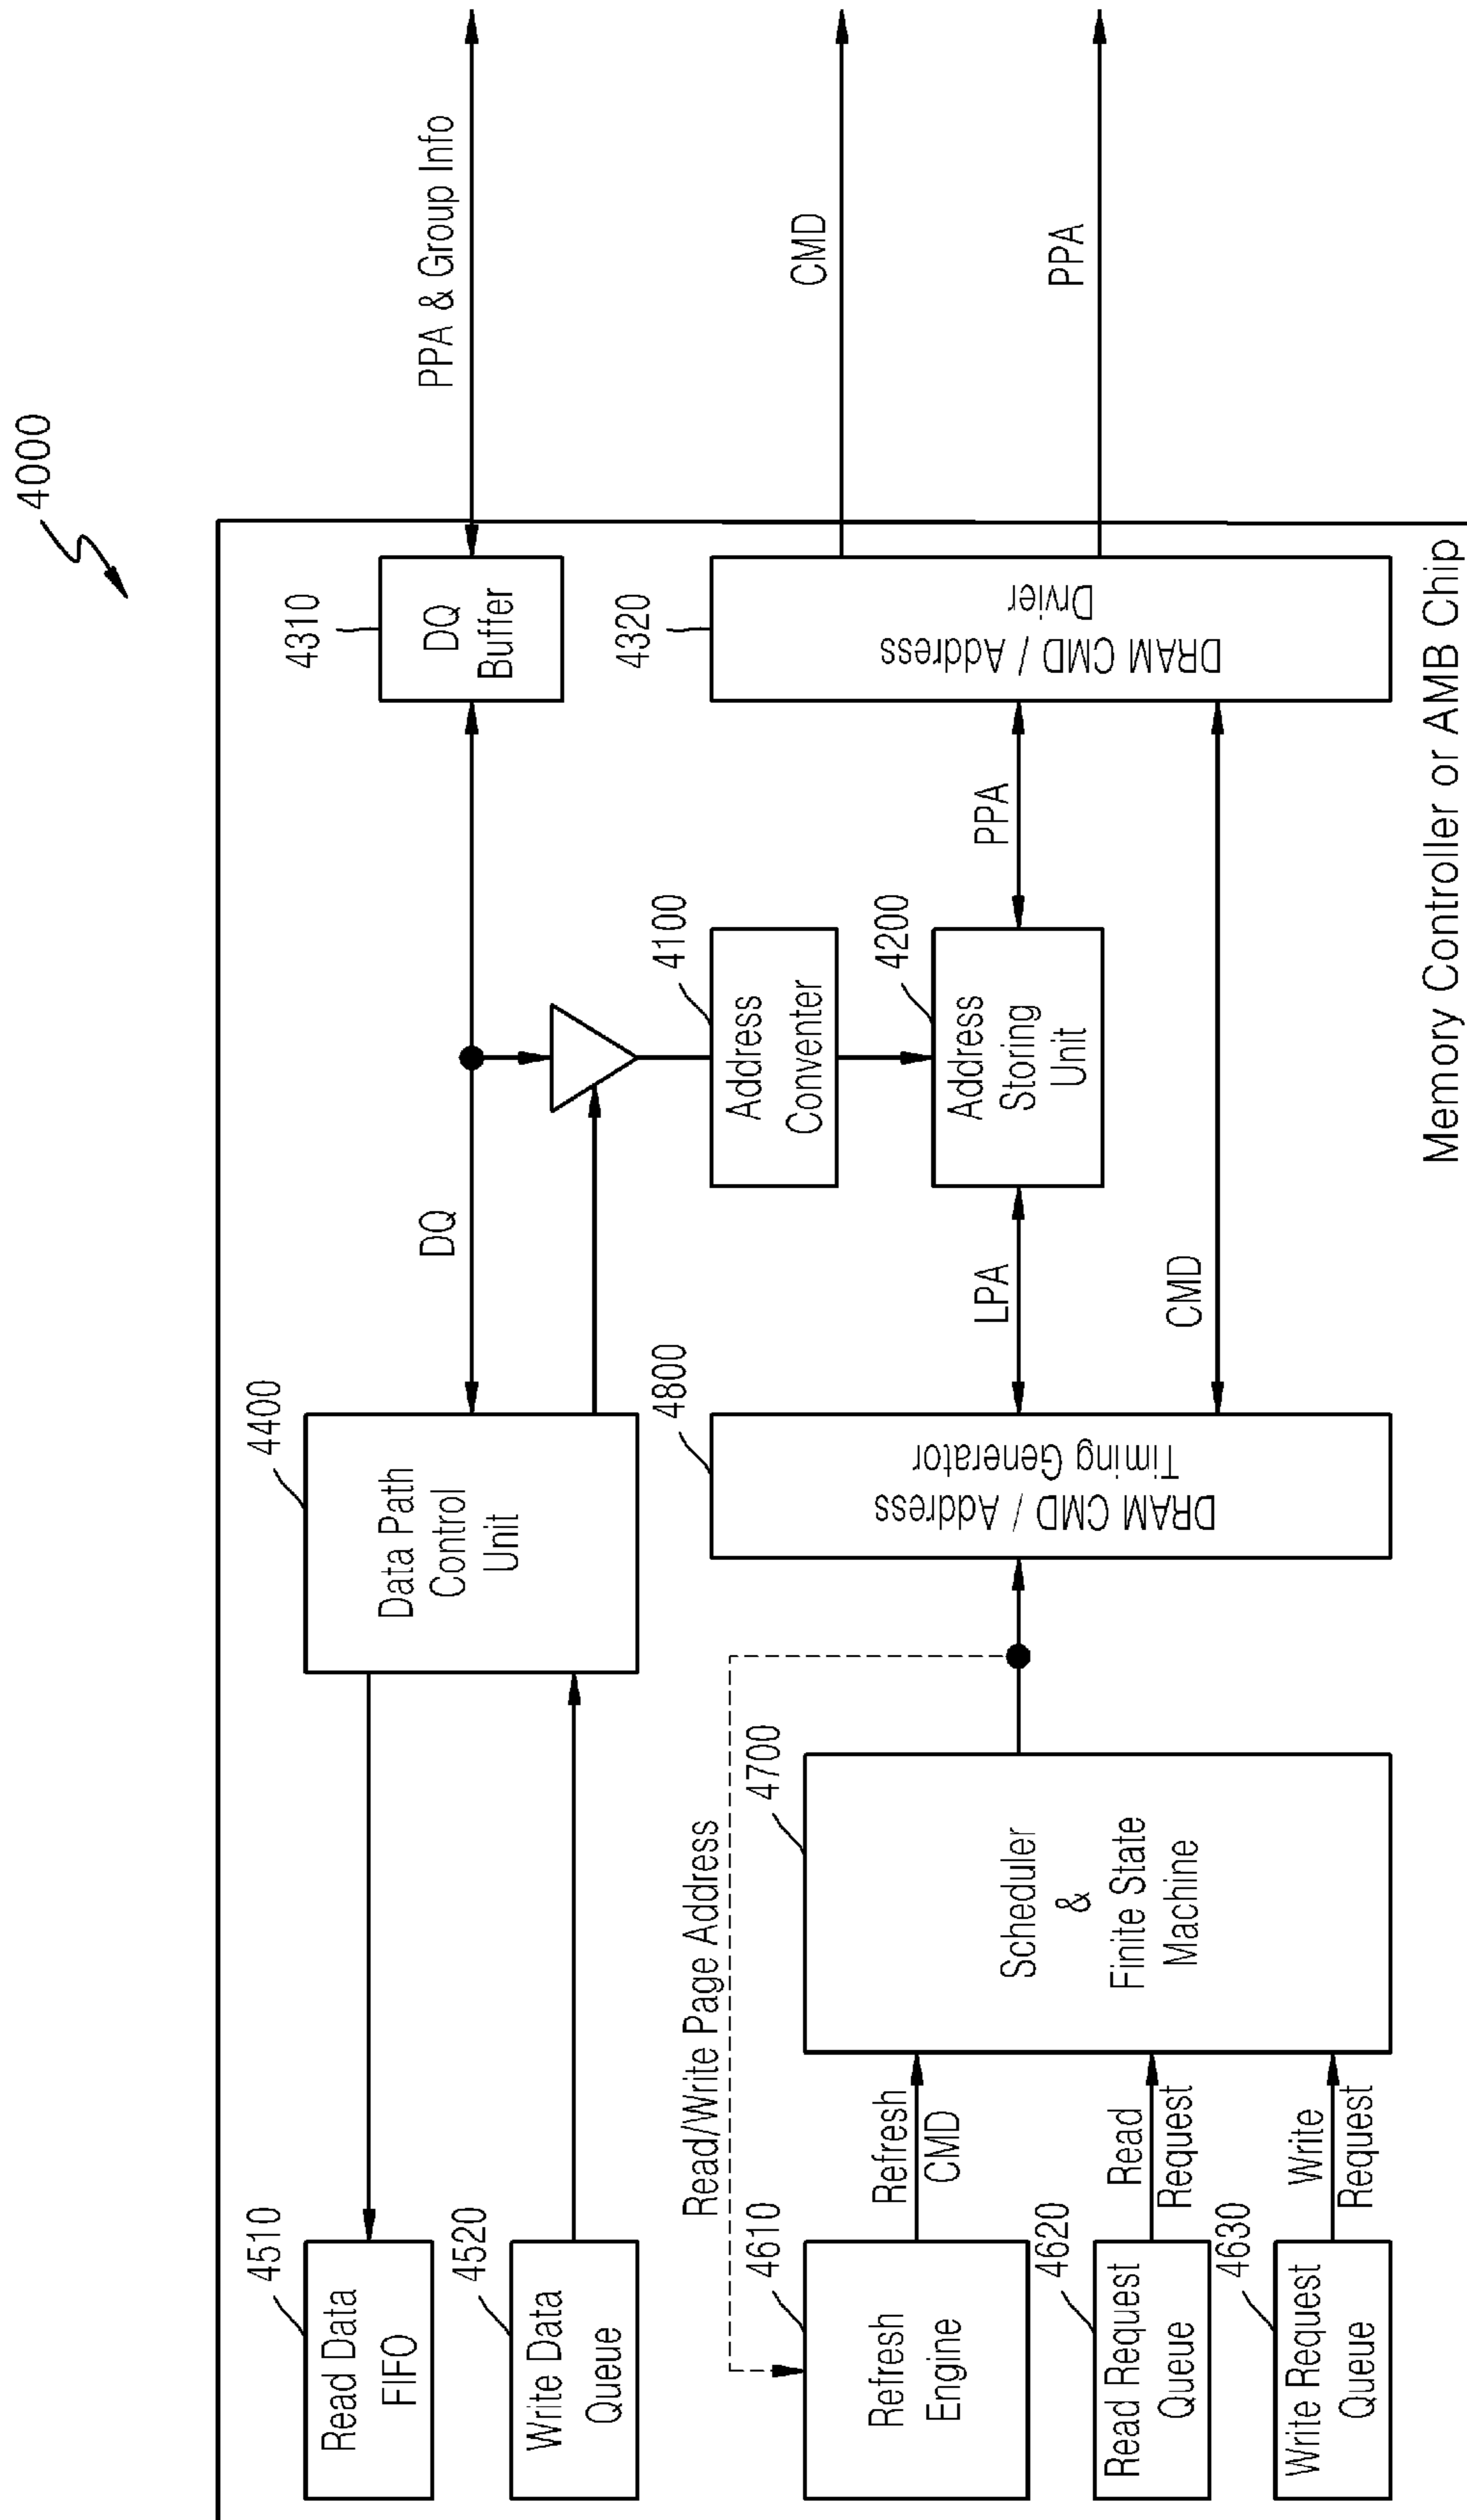 4000
4510
Read Data
FIFO
4520
Write Data
Queue
4400
Data Path
Control
Unit
DQ
4310
DQ
Buffer
PPA & Group Info
4100
Address
Conventer
4200
Address
Storing
Unit
Read/Write Page Address
4610
Refresh
Engine
Refresh
CMD
4620
Read Request
Queue
Read
Request
4630
Write Request
Queue
Write
Request
4700
Scheduler
&
Finite State
Machine
4800
DRAM CMD / Address
Timing Generator
LPA
PPA
CMD
4320
DRAM CMD / Address
Drvier
CMD
PPA
Memory Controller or AMB Chip